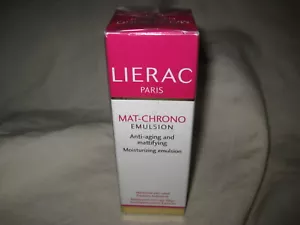 LIERAC
PARIS
MAT-CHRONO
EMULSION
Anti-aging and
mattifying
Moisturising emulsion